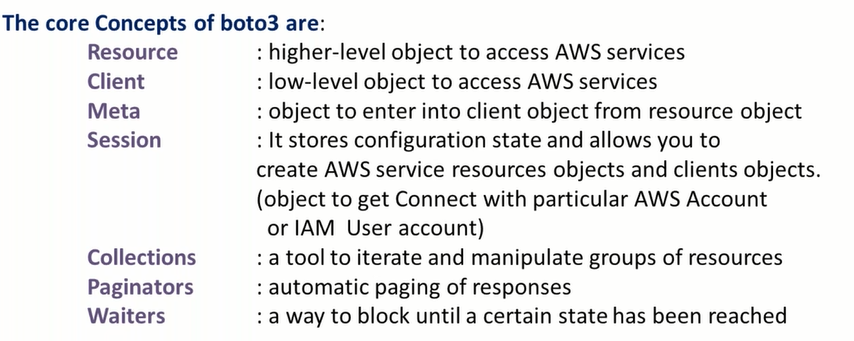 The core Concepts of boto3 are:
Resource : higher-level object to access AWS services
Client : low-level object to access AWS services
Meta : object to enter into client object from resource object
Session : It stores configuration state and allows you to
create AWS service resources objects and clients objects.
(object to get Connect with particular AWS Account
or IAM User account)
Collections : a tool to iterate and manipulate groups of resources
Paginators : automatic paging of responses
Waiters : a way to block until a certain state has been reached